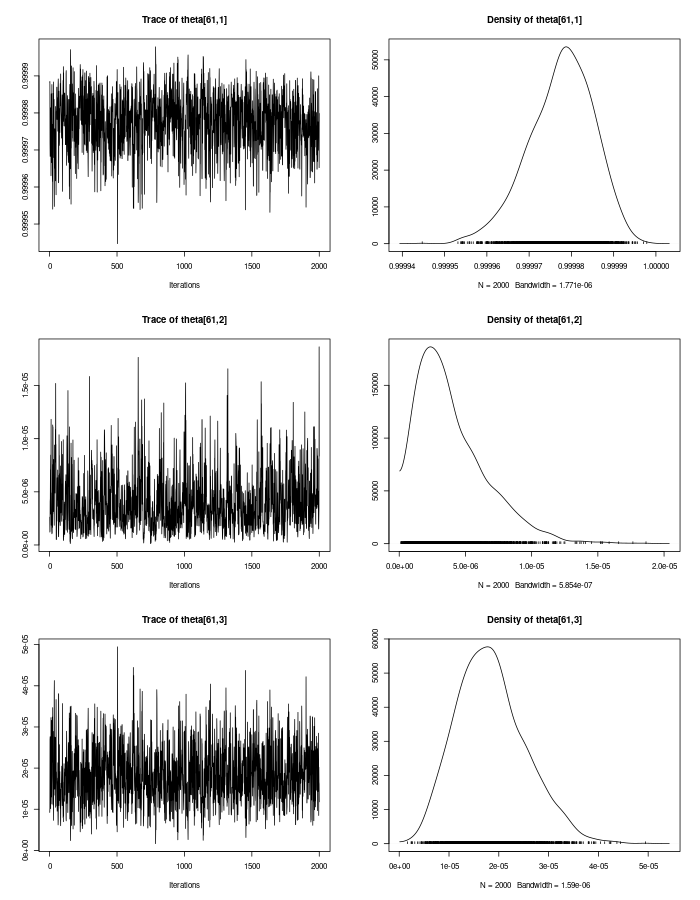 Trace of theta[61,1]
0.99995 0.99996 0.99997 0.99998 0.99999
0 500 1000 1500 2000
Iterations
Density of theta[61,1]
0 10000 20000 30000 40000 50000
0.99994 0.99995 0.99996 0.99997 0.99998 0.99999 1.00000
N = 2000 Bandwidth = 1.771e-06
Trace of theta[61,2]
0.0e+00 5.0e-06 1.0e-05 1.5e-05
0 500 1000 1500 2000
Iterations
Density of theta[61,2]
0 50000 100000 150000
0.0e+00 5.0e-06 1.0e-05 1.5e-05 2.0e-05
N = 2000 Bandwidth = 5.854e-07
Trace of theta[61,3]
0e+00 1e-05 2e-05 3e-05 4e-05 5e-05
0 500 1000 1500 2000
Iterations
Density of theta[61,3]
0 10000 20000 30000 40000 50000 60000
0e+00 1e-05 2e-05 3e-05 4e-05 5e-05
N = 2000 Bandwidth = 1.59e-06